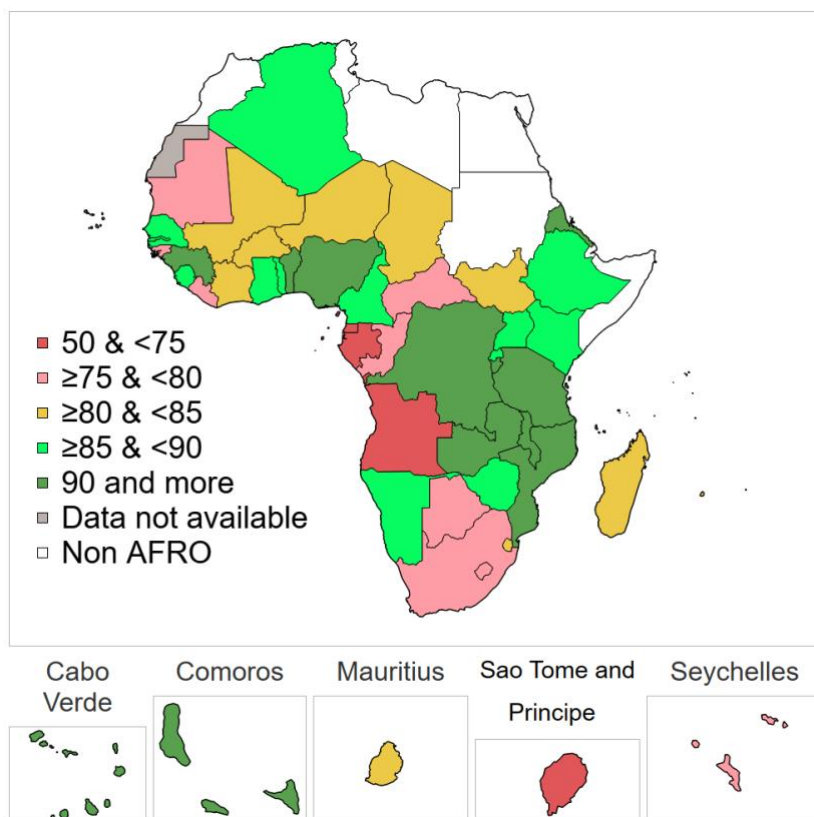 50 & <75
≥75 & <80
≥80 & <85
≥85 & <90
90 and more
Data not available
Non AFRO
Cabo
Verde
Comoros
Mauritius
Sao Tome and
Principe
Seychelles